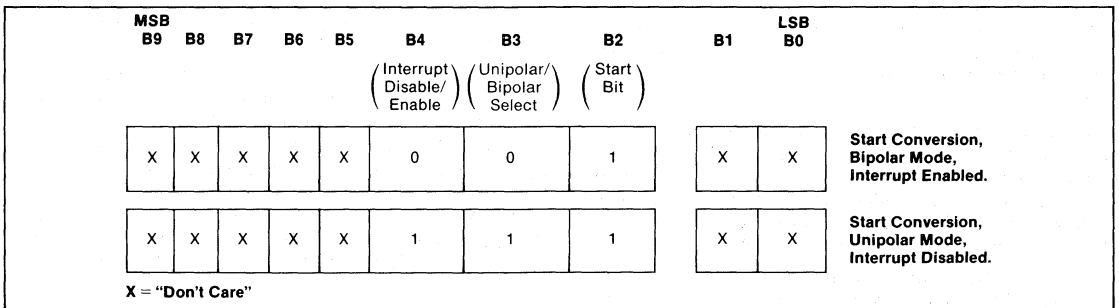 MSB LSB
B9 B8 B7 B6 B5 B4 B3 B2 B1 B0
(Interrupt Disable/ Enable) (Unipolar/ Bipolar Select) (Start Bit)
X X X X X 0 0 1 X X
Start Conversion,
Bipolar Mode,
Interrupt Enabled.
X X X X X 1 1 1 X X
Start Conversion,
Unipolar Mode,
Interrupt Disabled.
X = "Don't Care"